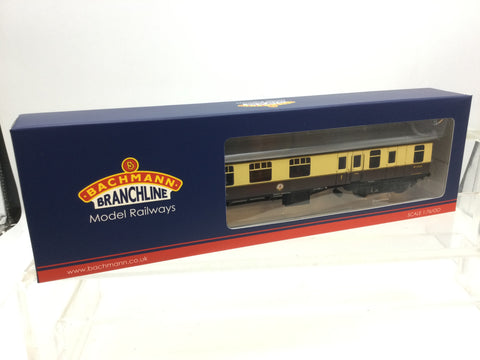 B
BACHMANN
BRANCHLINE
Model Railways
www.bachmann.co.uk
SCALE 1:76/OO